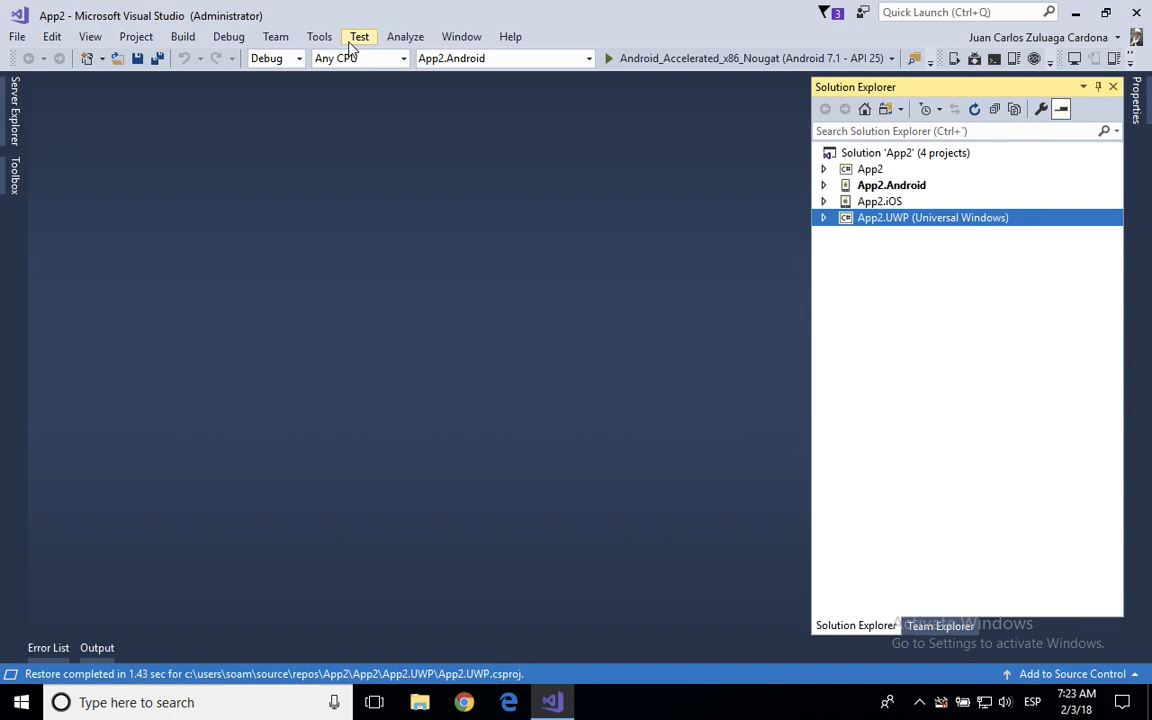 App2 - Microsoft Visual Studio (Administrator)
3
Quick Launch (Ctrl+Q)
File Edit View Project Build Debug Team Tools Test Analyze Window Help
Juan Carlos Zuluaga Cardona
Debug Any CPU App2.Android Android_Accelerated_x86_Nougat (Android 7.1 - API 25)
Server Explorer
Toolbox
Solution Explorer
Properties
Search Solution Explorer (Ctrl+`)
Solution 'App2' (4 projects)
C# App2
App2.Android
App2.iOS
C# App2.UWP (Universal Windows)
Solution Explorer Team Explorer
Activate Windows
Go to Settings to activate Windows.
Error List Output
Restore completed in 1.43 sec for c:\users\soam\source\repos\App2\App2\App2.UWP\App2.UWP.csproj.
Add to Source Control
Type here to search
ESP
7:23 AM
2/3/18